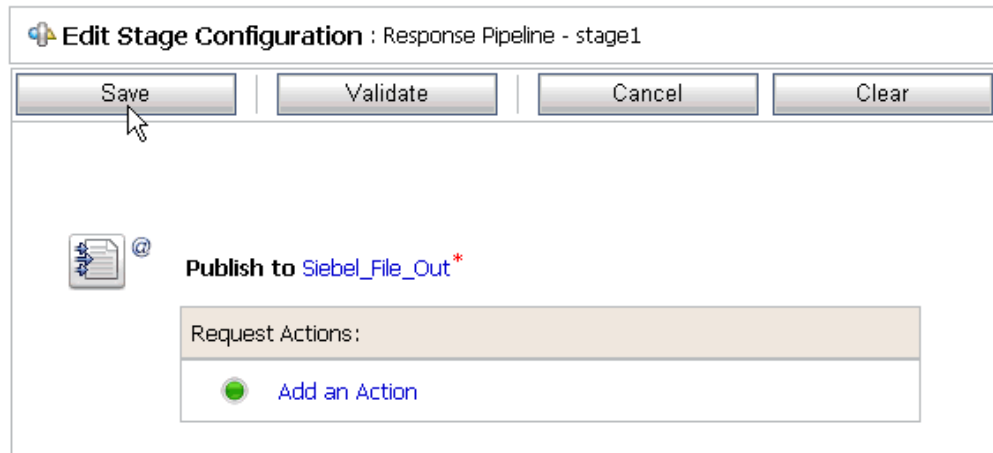 Edit Stage Configuration : Response Pipeline - stage1
Save Validate Cancel Clear
@
Publish to Siebel_File_Out*
Request Actions:
Add an Action